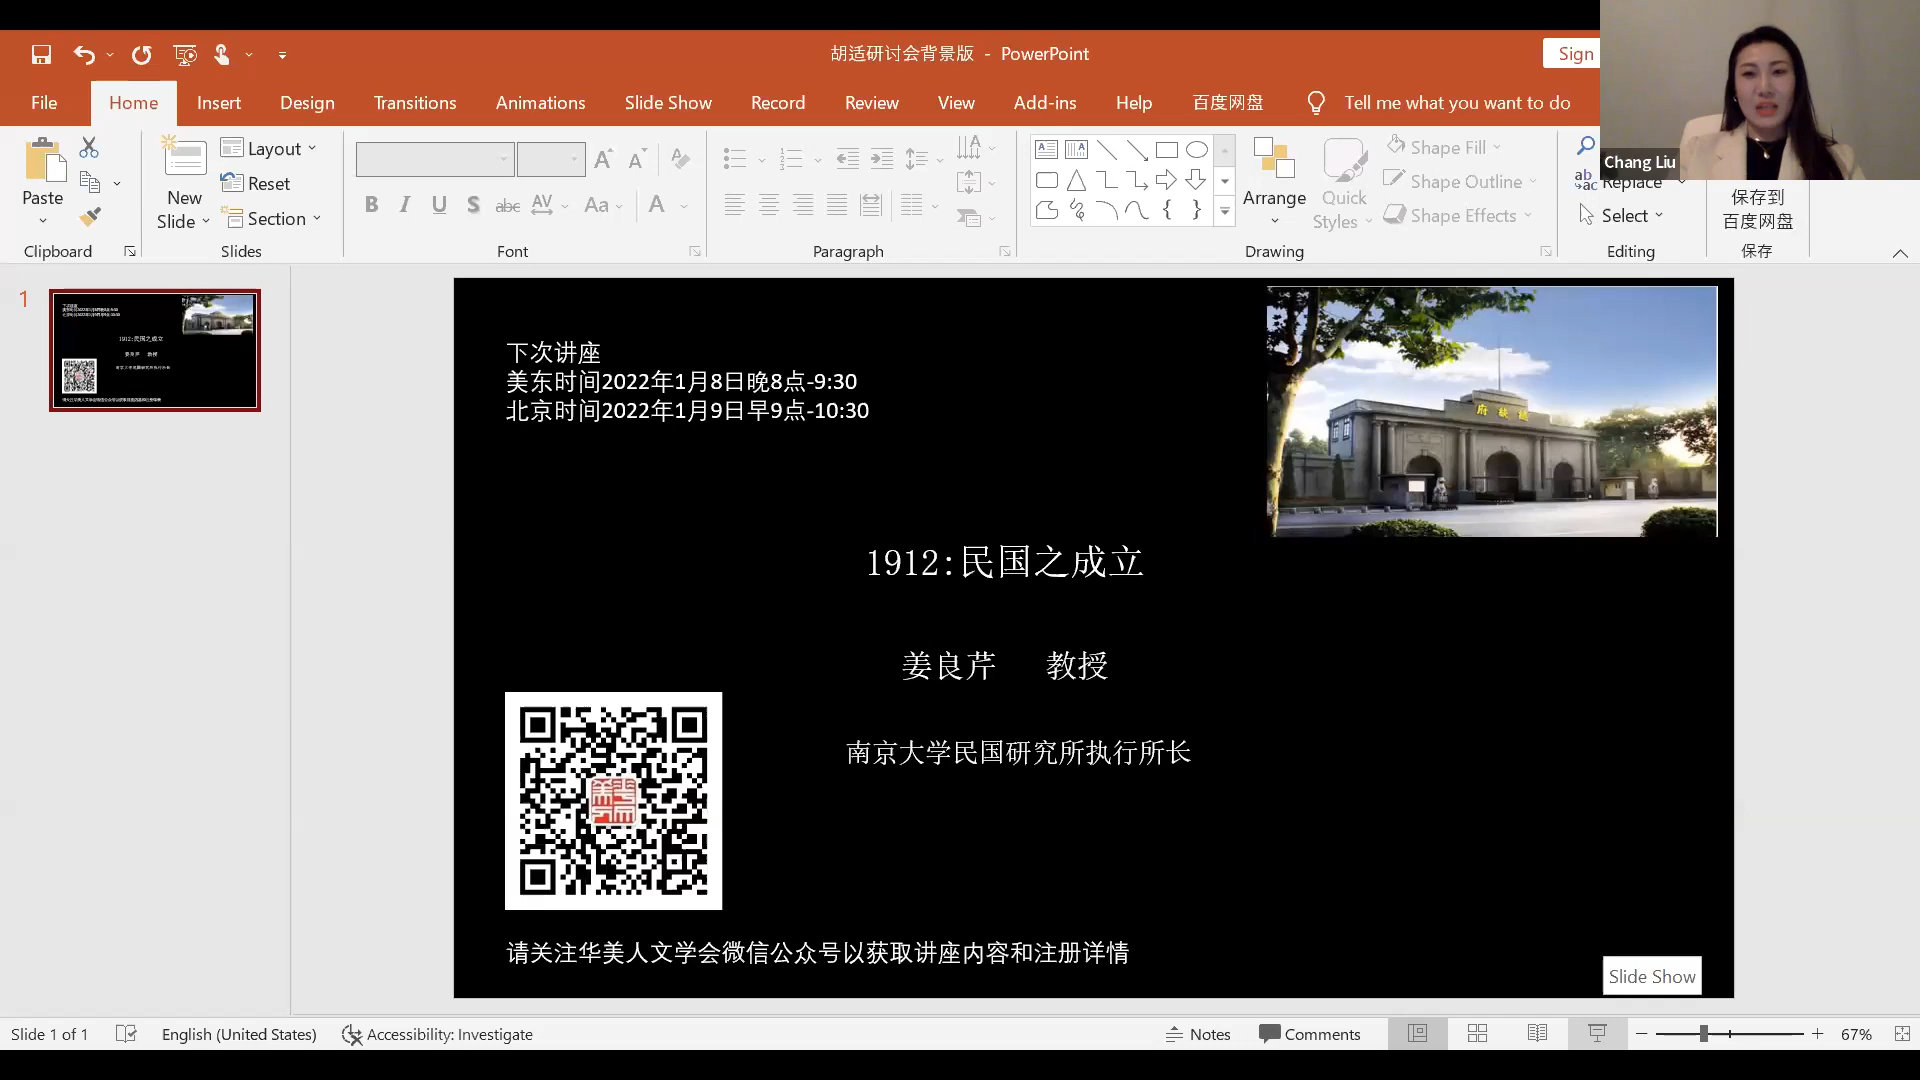 胡适研讨会背景版 - PowerPoint
Sign
File Home Insert Design Transitions Animations Slide Show Record Review View Add-ins Help 百度网盘 Tell me what you want to do
Chang Liu
Paste
Clipboard
New Slide
Layout
Reset
Section
Slides
B I U S abc AV Aa A
Font
Paragraph
Arrange
Quick Styles
Shape Fill
Shape Outline
Shape Effects
Drawing
Replace
Select
Editing
保存到
百度网盘
保存
1
下次讲座
美东时间2022年1月8日晚8点-9:30
北京时间2022年1月9日早9点-10:30
府統總
1912:民国之成立
姜良芹 教授
南京大学民国研究所执行所长
请关注华美人文学会微信公众号以获取讲座内容和注册详情
Slide Show
Slide 1 of 1 English (United States) Accessibility: Investigate Notes Comments 67%